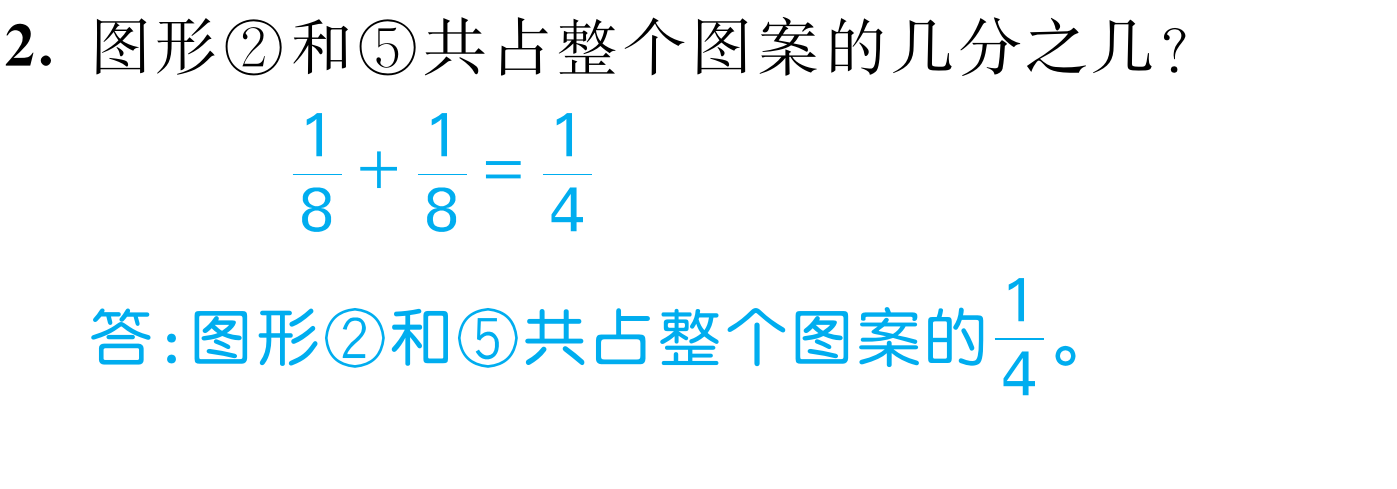 2. 图形②和⑤共占整个图案的几分之几?
1/8 + 1/8 = 1/4
答:图形②和⑤共占整个图案的1/4。